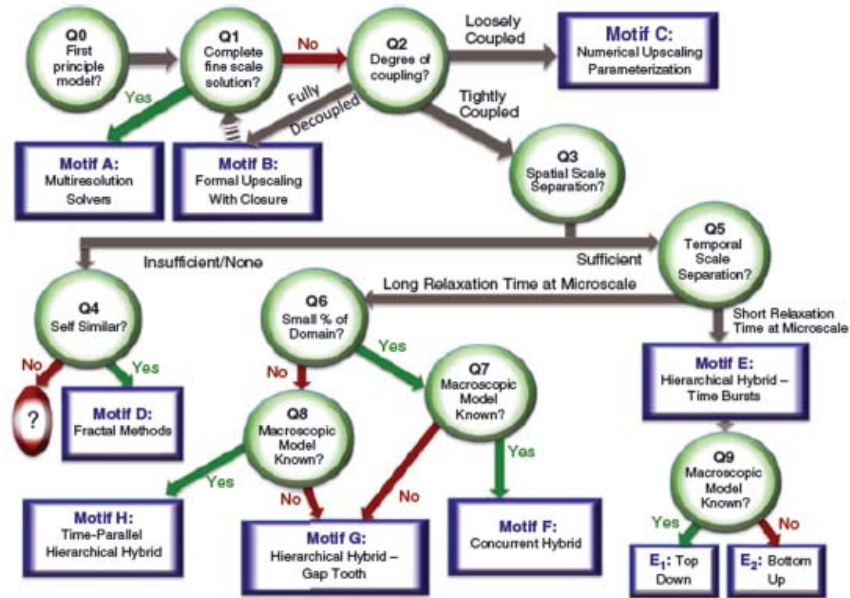 Q0
First
principle
model?
Q1
Complete
fine scale
solution?
No
Q2
Degree of
coupling?
Loosely
Coupled
Motif C:
Numerical Upscaling
Parameterization
Yes
Fully
Decoupled
Tightly
Coupled
Motif A:
Multiresolution
Solvers
Motif B:
Formal Upscaling
With Closure
Q3
Spatial Scale
Separation?
Insufficient/None
Sufficient
Q5
Temporal
Scale
Separation?
Long Relaxation Time at Microscale
Short Relaxation
Time at Microscale
Q4
Self Similar?
No
Yes
?
Motif D:
Fractal Methods
Q6
Small % of
Domain?
No
Yes
Q7
Macroscopic
Model
Known?
Motif E:
Hierarchical Hybrid –
Time Bursts
Q8
Macroscopic
Model
Known?
Yes
No
No
Yes
Q9
Macroscopic
Model
Known?
Yes
No
Motif H:
Time-Parallel
Hierarchical Hybrid
Motif G:
Hierarchical Hybrid –
Gap Tooth
Motif F:
Concurrent Hybrid
E1: Top
Down
E2: Bottom
Up